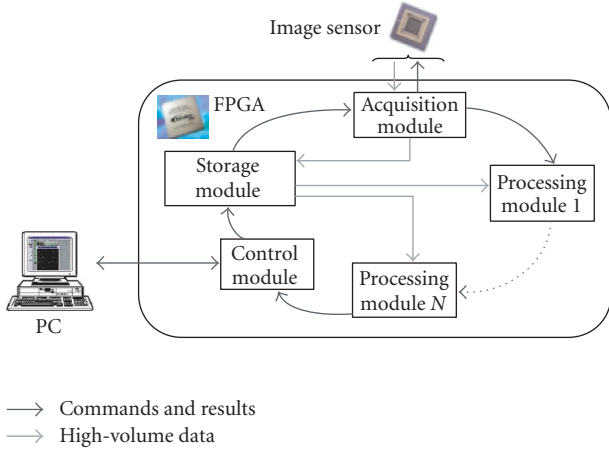 Image sensor
FPGA
Acquisition
module
Storage
module
Processing
module 1
Control
module
Processing
module N
PC
Commands and results
High-volume data